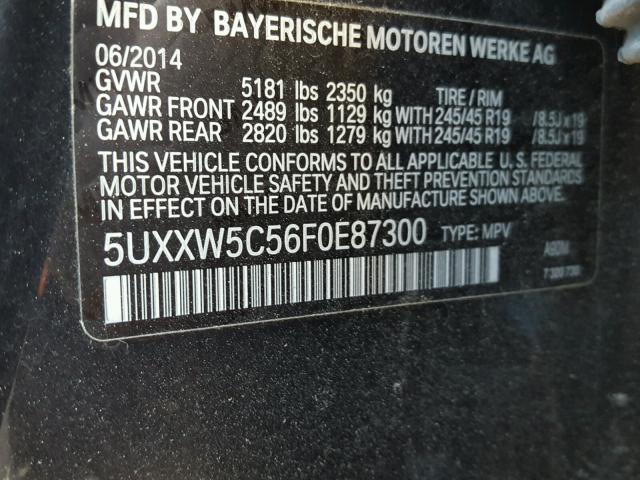 MFD BY BAYERISCHE MOTOREN WERKE AG
06/2014
GVWR 5181 lbs 2350 kg TIRE / RIM
GAWR FRONT 2489 lbs 1129 kg WITH 245/45 R19 /8.5J x 19
GAWR REAR 2820 lbs 1279 kg WITH 245/45 R19 /8.5J x 19
THIS VEHICLE CONFORMS TO ALL APPLICABLE U. S. FEDERAL
MOTOR VEHICLE SAFETY AND THEFT PREVENTION STANDARDS
IN EFFECT ON THE DATE OF MANUFACTURE SHOWN ABOVE.
5UXXW5C56F0E87300 TYPE: MPV